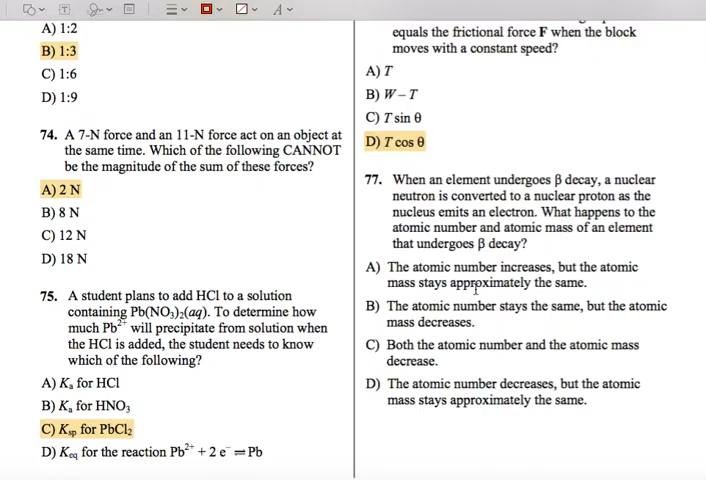 A) 1:2
B) 1:3
C) 1:6
D) 1:9
74. A 7-N force and an 11-N force act on an object at
the same time. Which of the following CANNOT
be the magnitude of the sum of these forces?
A) 2 N
B) 8 N
C) 12 N
D) 18 N
75. A student plans to add HCl to a solution
containing Pb(NO₃)₂(aq). To determine how
much Pb²⁺ will precipitate from solution when
the HCl is added, the student needs to know
which of the following?
A) Kₐ for HCl
B) Kₐ for HNO₃
C) Kₛₚ for PbCl₂
D) K_eq for the reaction Pb²⁺ + 2 e⁻ ⇌ Pb
equals the frictional force F when the block
moves with a constant speed?
A) T
B) W – T
C) T sin θ
D) T cos θ
77. When an element undergoes β decay, a nuclear
neutron is converted to a nuclear proton as the
nucleus emits an electron. What happens to the
atomic number and atomic mass of an element
that undergoes β decay?
A) The atomic number increases, but the atomic
mass stays approximately the same.
B) The atomic number stays the same, but the atomic
mass decreases.
C) Both the atomic number and the atomic mass
decrease.
D) The atomic number decreases, but the atomic
mass stays approximately the same.